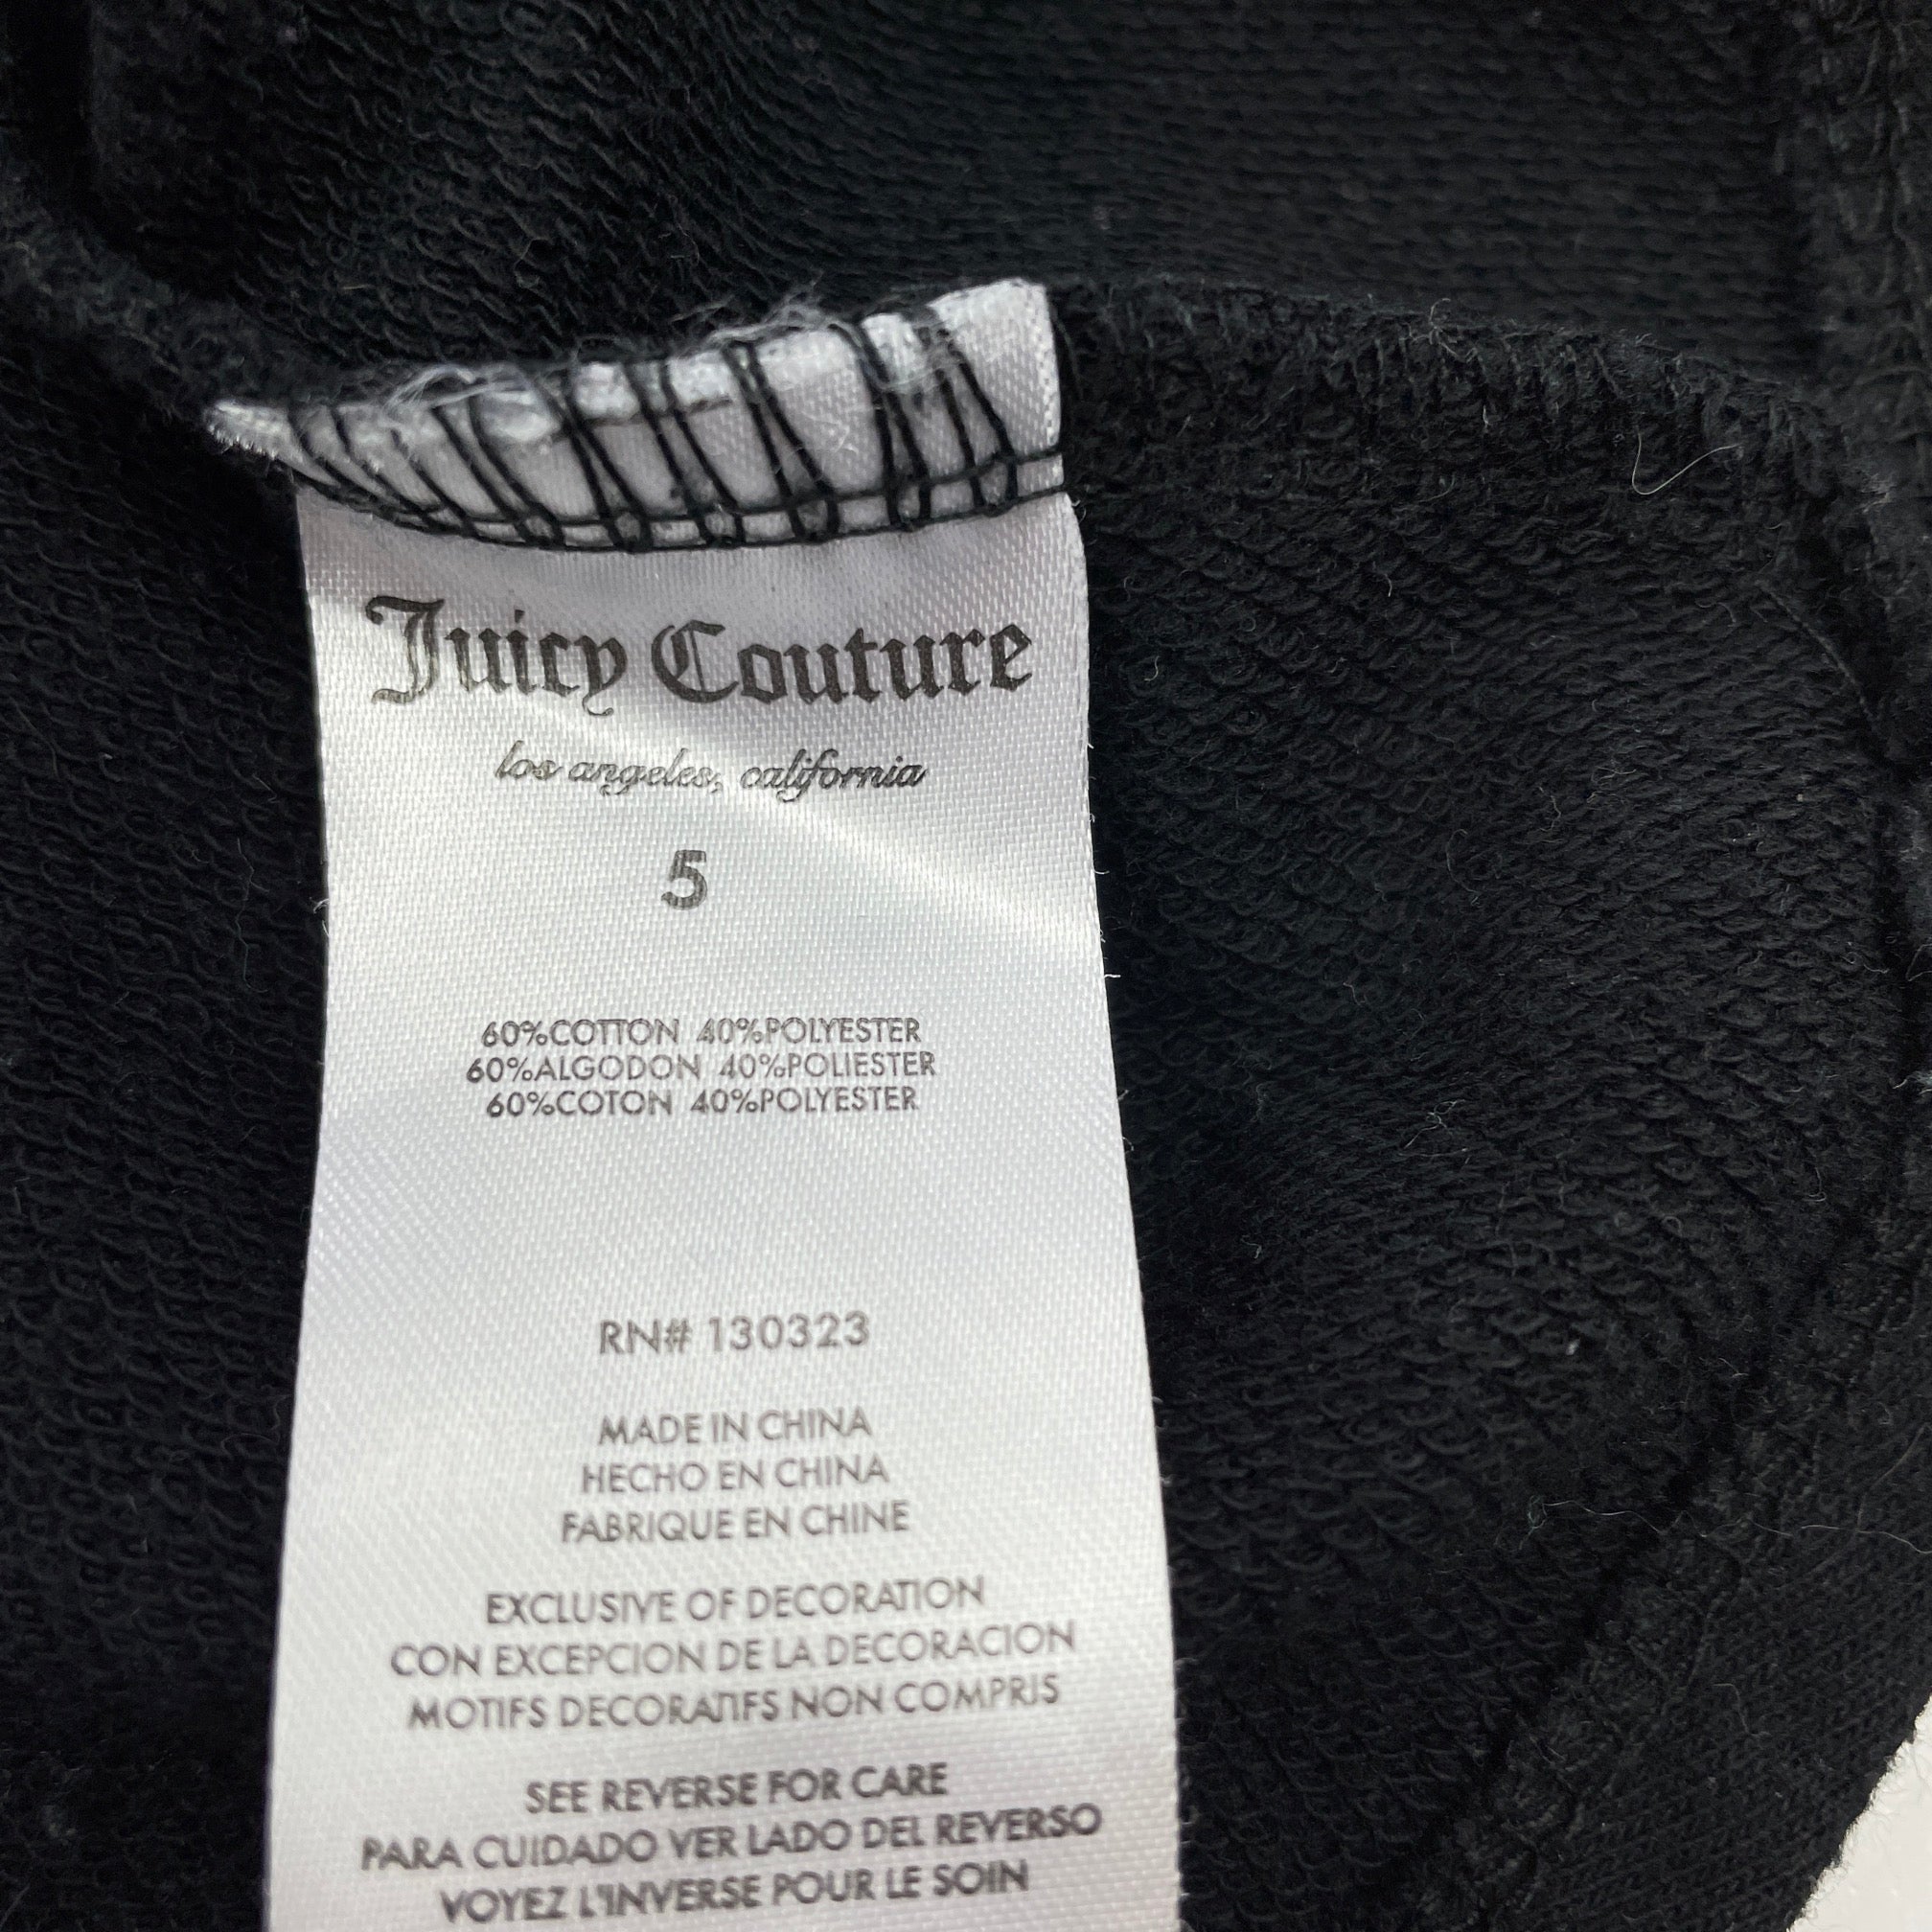 Juicy Couture
los angeles, california
5
60%COTTON 40%POLYESTER
60%ALGODON 40%POLIESTER
60%COTON 40%POLYESTER
RN# 130323
MADE IN CHINA
HECHO EN CHINA
FABRIQUE EN CHINE
EXCLUSIVE OF DECORATION
CON EXCEPCION DE LA DECORACION
MOTIFS DECORATIFS NON COMPRIS
SEE REVERSE FOR CARE
PARA CUIDADO VER LADO DEL REVERSO
VOYEZ L'INVERSE POUR LE SOIN